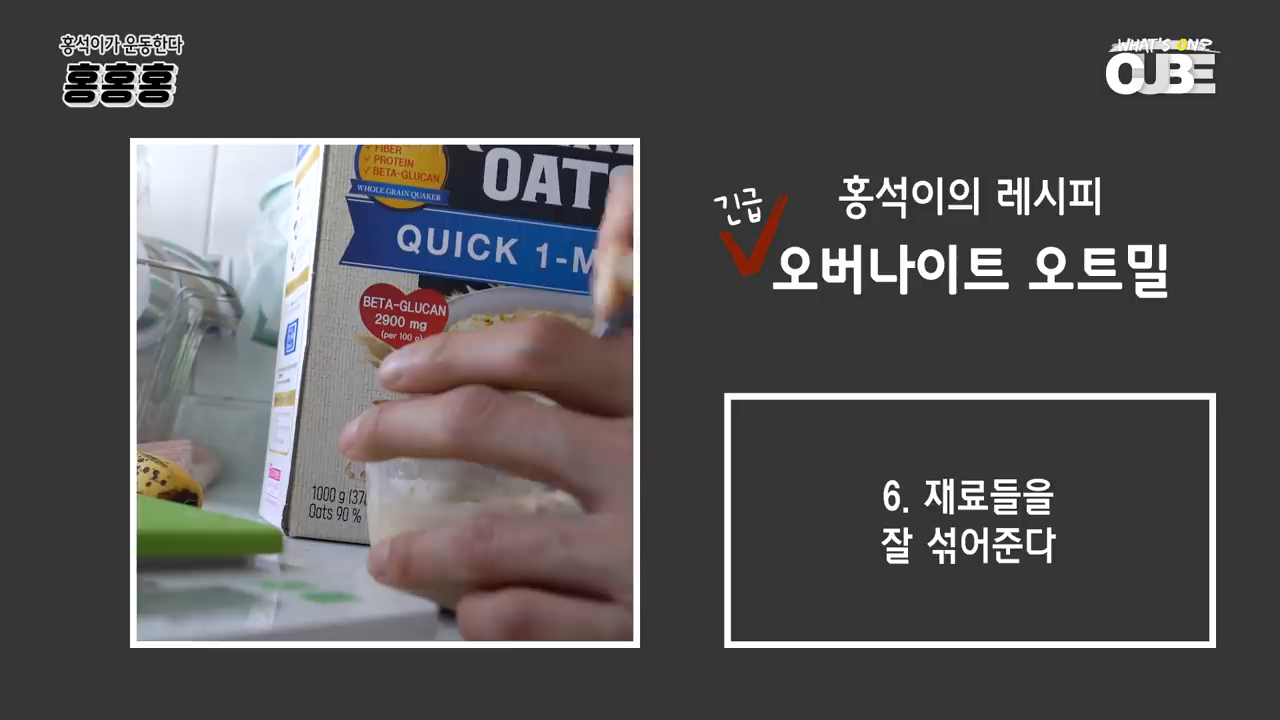 홍석이가 운동한다
홍홍홍
WHAT'S ON?
CUBE
긴급
홍석이의 레시피
오버나이트 오트밀
FIBER
PROTEIN
BETA-GLUCAN
WHOLE GRAIN QUAKER
QUICK 1-M
BETA-GLUCAN
2900 mg
(per 100 g)
1000 g (370
Oats 90 %
6. 재료들을
잘 섞어준다